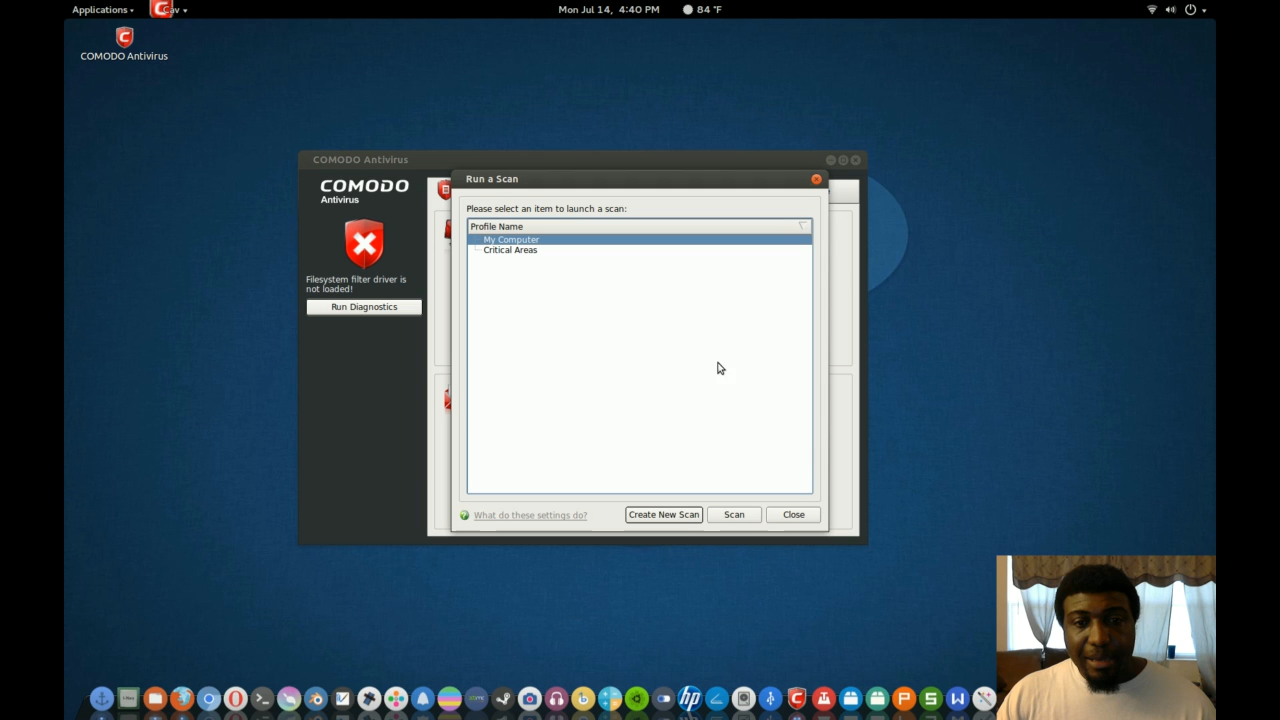 Applications
Cav
Mon Jul 14, 4:40 PM
84 °F
COMODO Antivirus
COMODO Antivirus
COMODO
Antivirus
Filesystem filter driver is
not loaded!
Run Diagnostics
Run a Scan
Please select an item to launch a scan:
Profile Name
My Computer
Critical Areas
What do these settings do?
Create New Scan
Scan
Close
hp